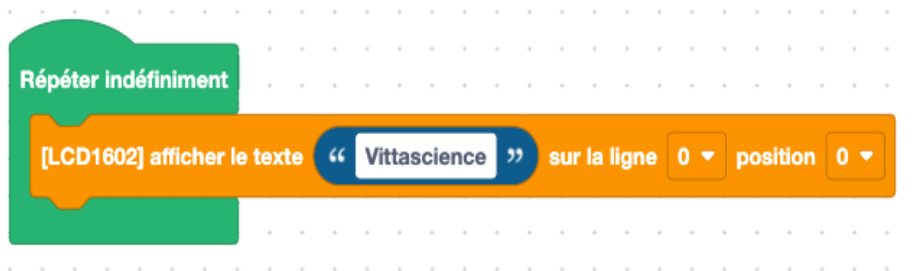 Répéter indéfiniment
[LCD1602] afficher le texte “ Vittascience ” sur la ligne 0 position 0